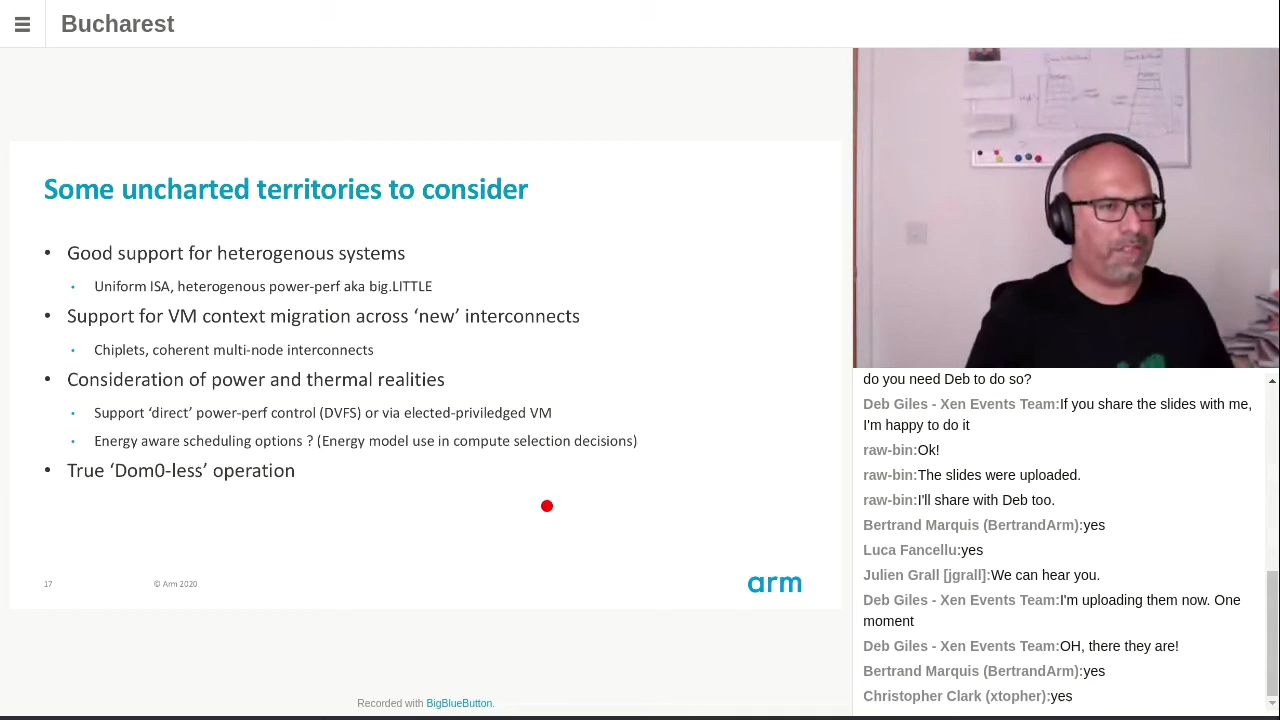 Bucharest
Some uncharted territories to consider
• Good support for heterogenous systems
• Uniform ISA, heterogenous power-perf aka big.LITTLE
• Support for VM context migration across ‘new’ interconnects
• Chiplets, coherent multi-node interconnects
• Consideration of power and thermal realities
• Support ‘direct’ power-perf control (DVFS) or via elected-priviledged VM
• Energy aware scheduling options ? (Energy model use in compute selection decisions)
• True ‘Dom0-less’ operation
17
© Arm 2020
arm
Recorded with BigBlueButton.
do you need Deb to do so?
Deb Giles - Xen Events Team:If you share the slides with me,
I'm happy to do it
raw-bin:Ok!
raw-bin:The slides were uploaded.
raw-bin:I'll share with Deb too.
Bertrand Marquis (BertrandArm):yes
Luca Fancellu:yes
Julien Grall [jgrall]:We can hear you.
Deb Giles - Xen Events Team:I'm uploading them now. One
moment
Deb Giles - Xen Events Team:OH, there they are!
Bertrand Marquis (BertrandArm):yes
Christopher Clark (xtopher):yes